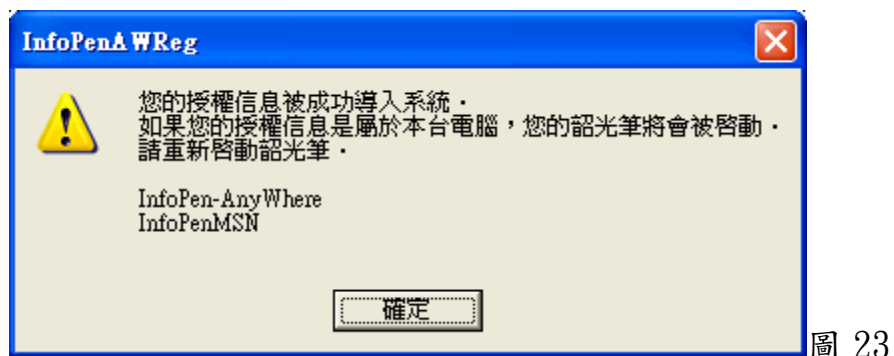 InfoPenAWReg
您的授權信息被成功導入系統．
如果您的授權信息是屬於本台電腦，您的韶光筆將會被啓動．
請重新啓動韶光筆．
InfoPen-AnyWhere
InfoPenMSN
確定
圖 23